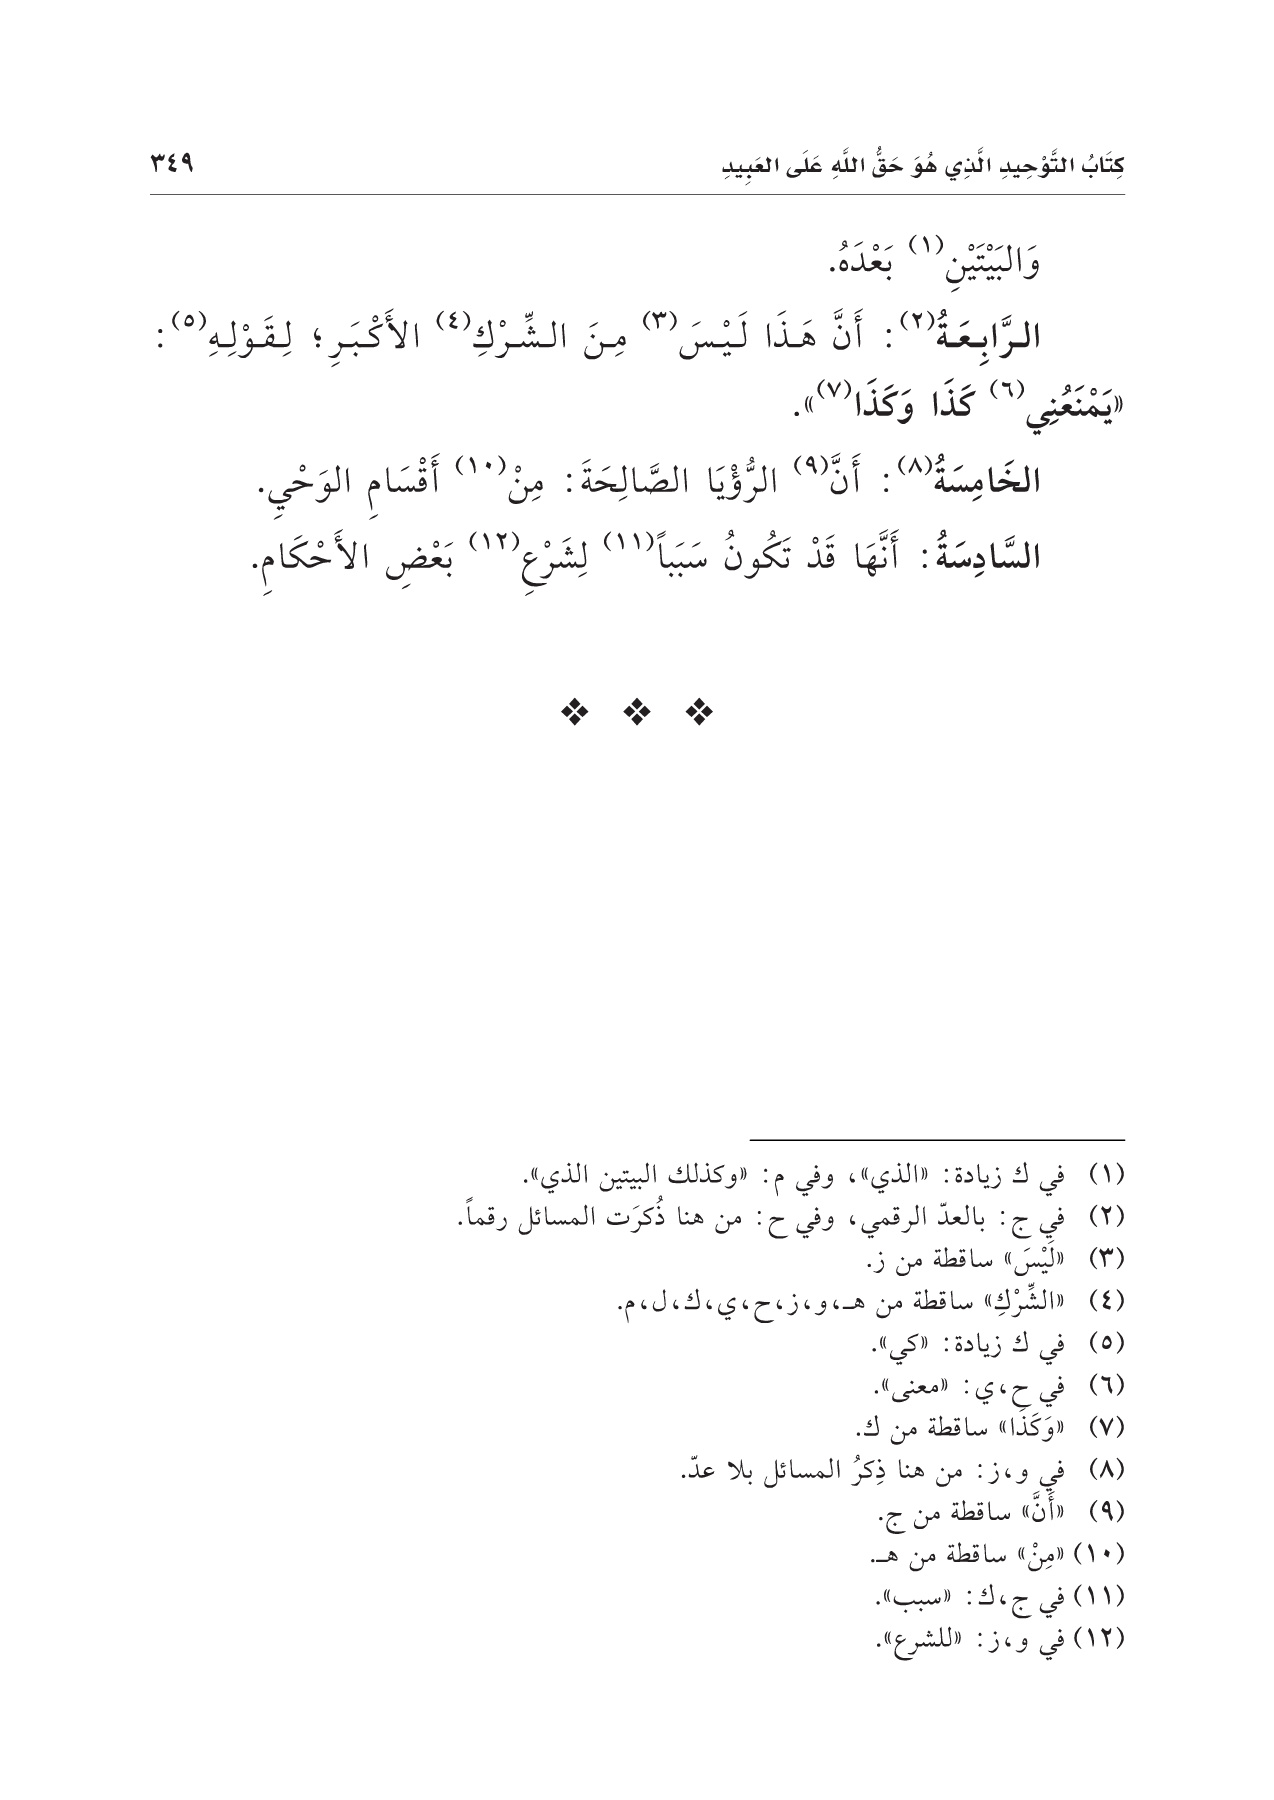 كِتَابُ التَّوْحِيدِ الَّذِي هُوَ حَقُّ اللَّهِ عَلَى العَبِيدِ ٣٤٩
وَالبَيْتَيْنِ(١) بَعْدَهُ.
الرَّابِعَةُ(٢): أَنَّ هَذَا لَيْسَ(٣) مِنَ الشِّرْكِ(٤) الأَكْبَرِ؛ لِقَوْلِهِ(٥):
«يَمْنَعُنِي(٦) كَذَا وَكَذَا(٧)».
الخَامِسَةُ(٨): أَنَّ(٩) الرُّؤْيَا الصَّالِحَةَ: مِنْ(١٠) أَقْسَامِ الوَحْيِ.
السَّادِسَةُ: أَنَّهَا قَدْ تَكُونُ سَبَباً(١١) لِشَرْعِ(١٢) بَعْضِ الأَحْكَامِ.
❖ ❖ ❖
(١) في ك زيادة: «الذي»، وفي م: «وكذلك البيتين الذي».
(٢) في ج: بالعدّ الرقمي، وفي ح: من هنا ذُكرَت المسائل رقماً.
(٣) «لَيْسَ» ساقطة من ز.
(٤) «الشِّرْكِ» ساقطة من هـ، و، ز، ح، ي، ك، ل، م.
(٥) في ك زيادة: «كي».
(٦) في ح، ي: «معنى».
(٧) «وَكَذَا» ساقطة من ك.
(٨) في و، ز: من هنا ذِكرُ المسائل بلا عدّ.
(٩) «أَنَّ» ساقطة من ج.
(١٠) «مِنْ» ساقطة من هـ.
(١١) في ج، ك: «سبب».
(١٢) في و، ز: «للشرع».